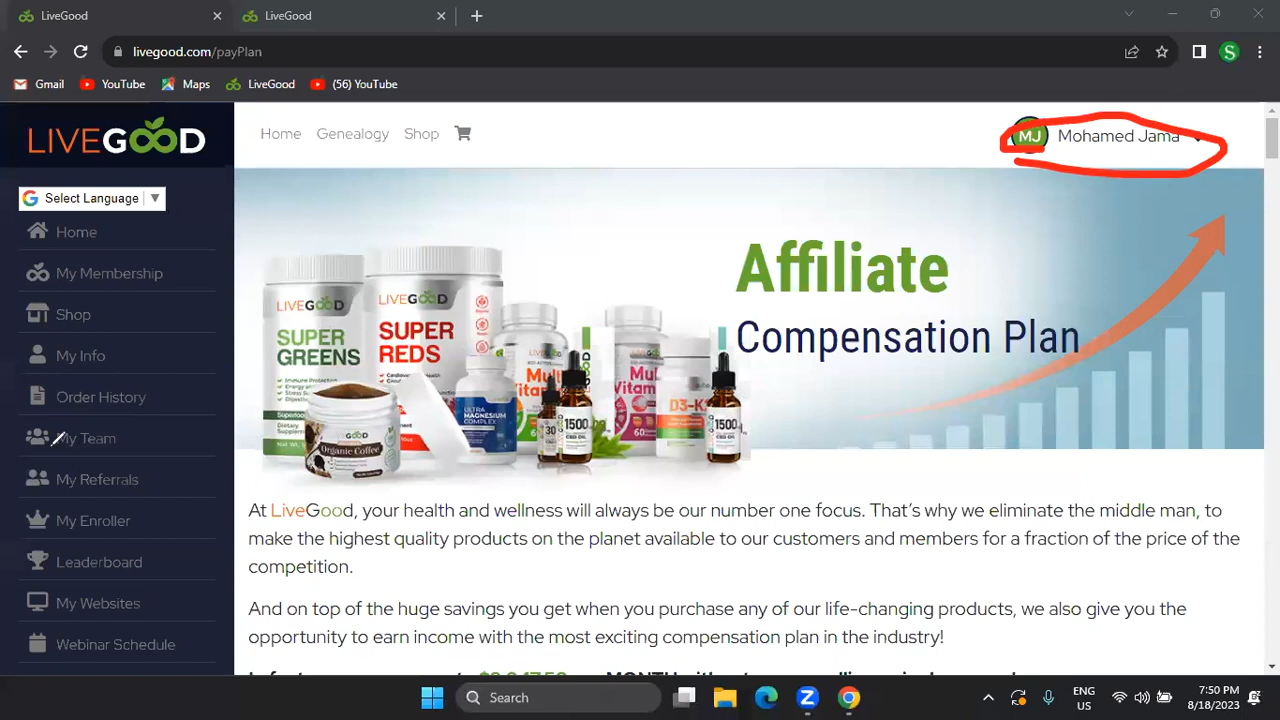 LiveGood
LiveGood
livegood.com/payPlan
S
Gmail
YouTube
Maps
LiveGood
(56) YouTube
LIVEGOOD
Home
Genealogy
Shop
MJ
Mohamed Jama
Select Language
Home
My Membership
Shop
My Info
Order History
My Team
My Referrals
My Enroller
Leaderboard
My Websites
Webinar Schedule
Affiliate
Compensation Plan
LIVEGOOD
SUPER
GREENS
LIVEGOOD
SUPER
REDS
ULTRA
MAGNESIUM
COMPLEX
Organic Coffee
30
1500
D3-K
1500
At LiveGood, your health and wellness will always be our number one focus. That's why we eliminate the middle man, to
make the highest quality products on the planet available to our customers and members for a fraction of the price of the
competition.
And on top of the huge savings you get when you purchase any of our life-changing products, we also give you the
opportunity to earn income with the most exciting compensation plan in the industry!
Search
ENG
US
7:50 PM
8/18/2023